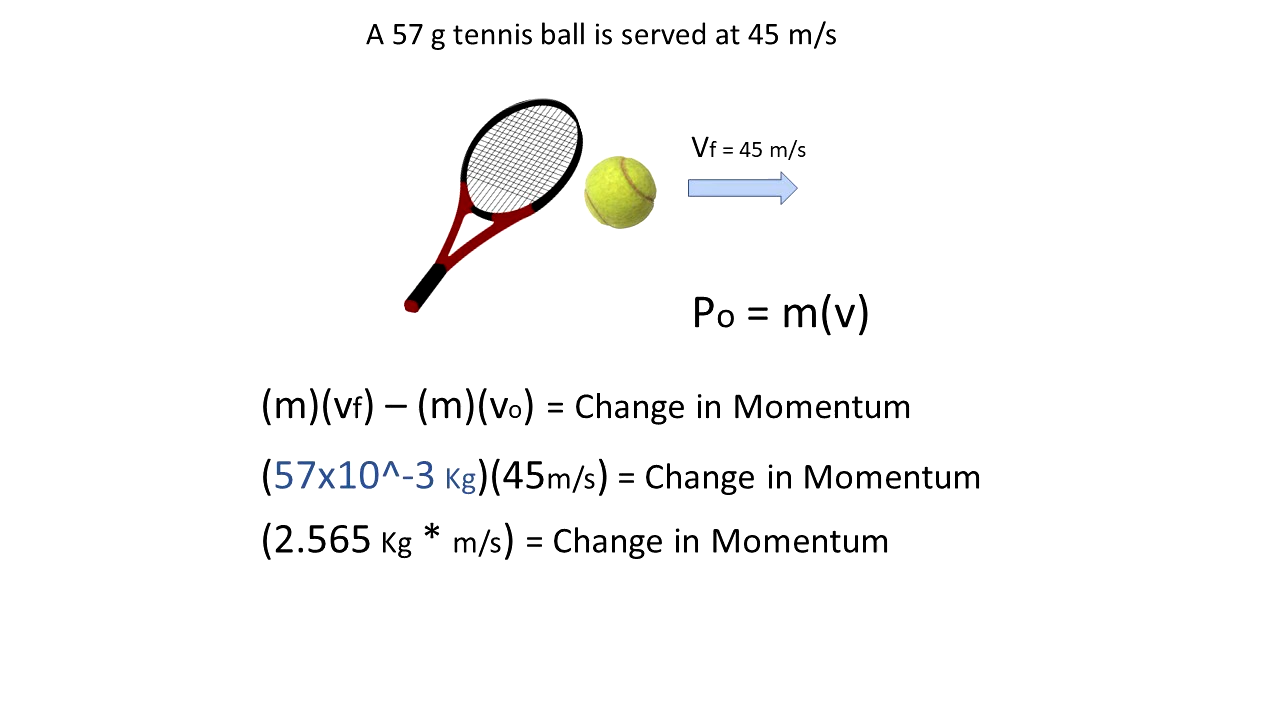 A 57 g tennis ball is served at 45 m/s
Vf = 45 m/s
Po = m(v)
(m)(vf) – (m)(vo) = Change in Momentum
(57x10^-3 Kg)(45m/s) = Change in Momentum
(2.565 Kg * m/s) = Change in Momentum